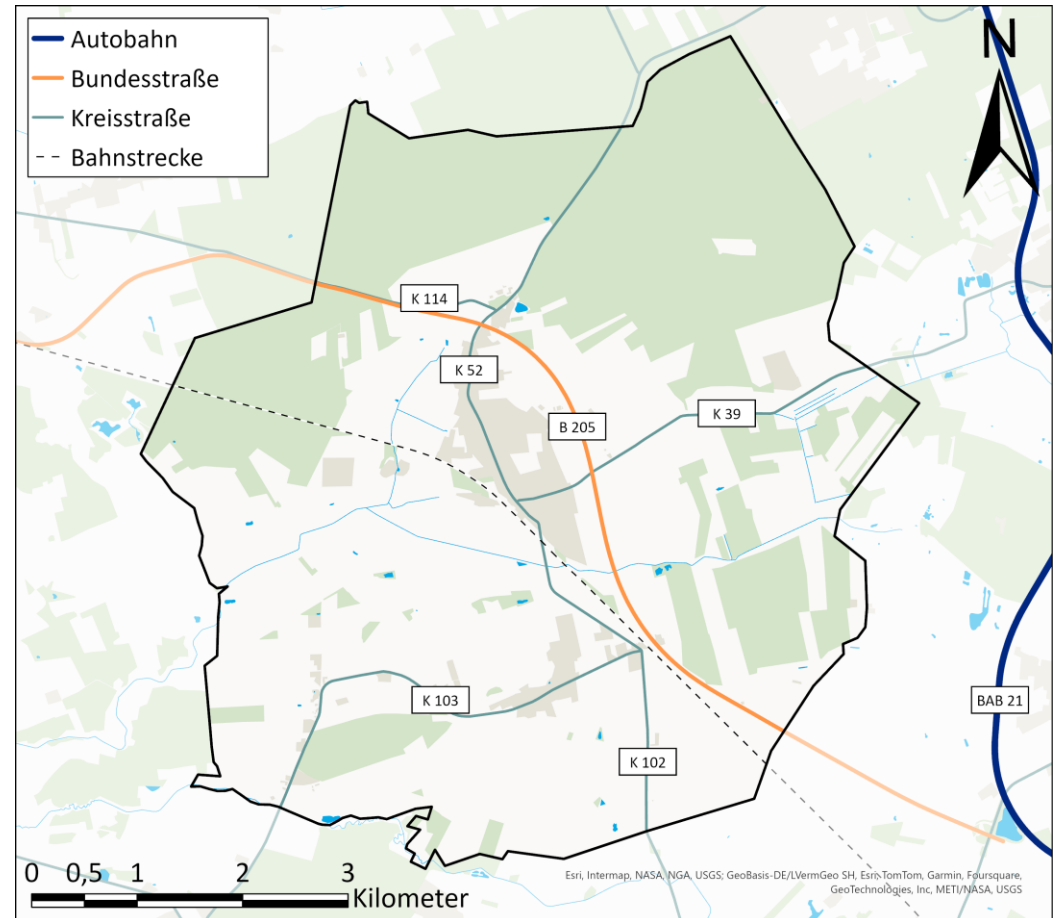 Autobahn
Bundesstraße
Kreisstraße
Bahnstrecke
N
K 114
K 52
K 39
B 205
K 103
BAB 21
K 102
0 0,5 1 2 3
Kilometer
Esri, Intermap, NASA, NGA, USGS; GeoBasis-DE/LVermGeo SH, Esri, TomTom, Garmin, Foursquare,
GeoTechnologies, Inc, METI/NASA, USGS